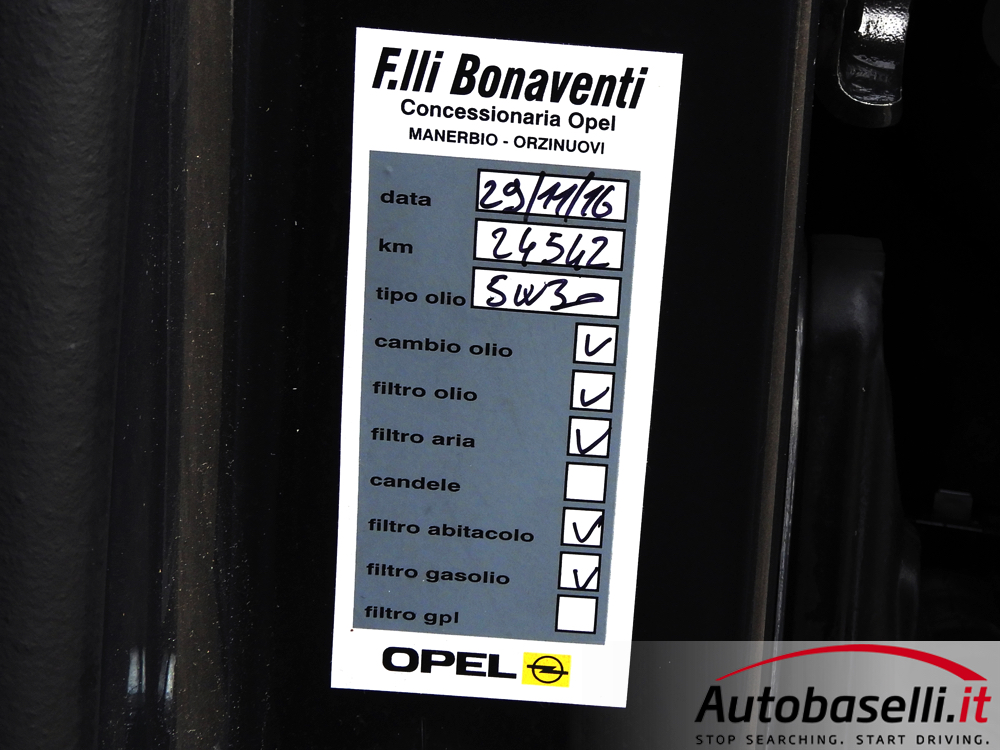 F.lli Bonaventi
Concessionaria Opel
MANERBIO - ORZINUOVI
data 29/11/16
km 24542
tipo olio 5W30
cambio olio ✓
filtro olio ✓
filtro aria ✓
candele
filtro abitacolo ✓
filtro gasolio ✓
filtro gpl
OPEL
Autobaselli.it
STOP SEARCHING. START DRIVING.